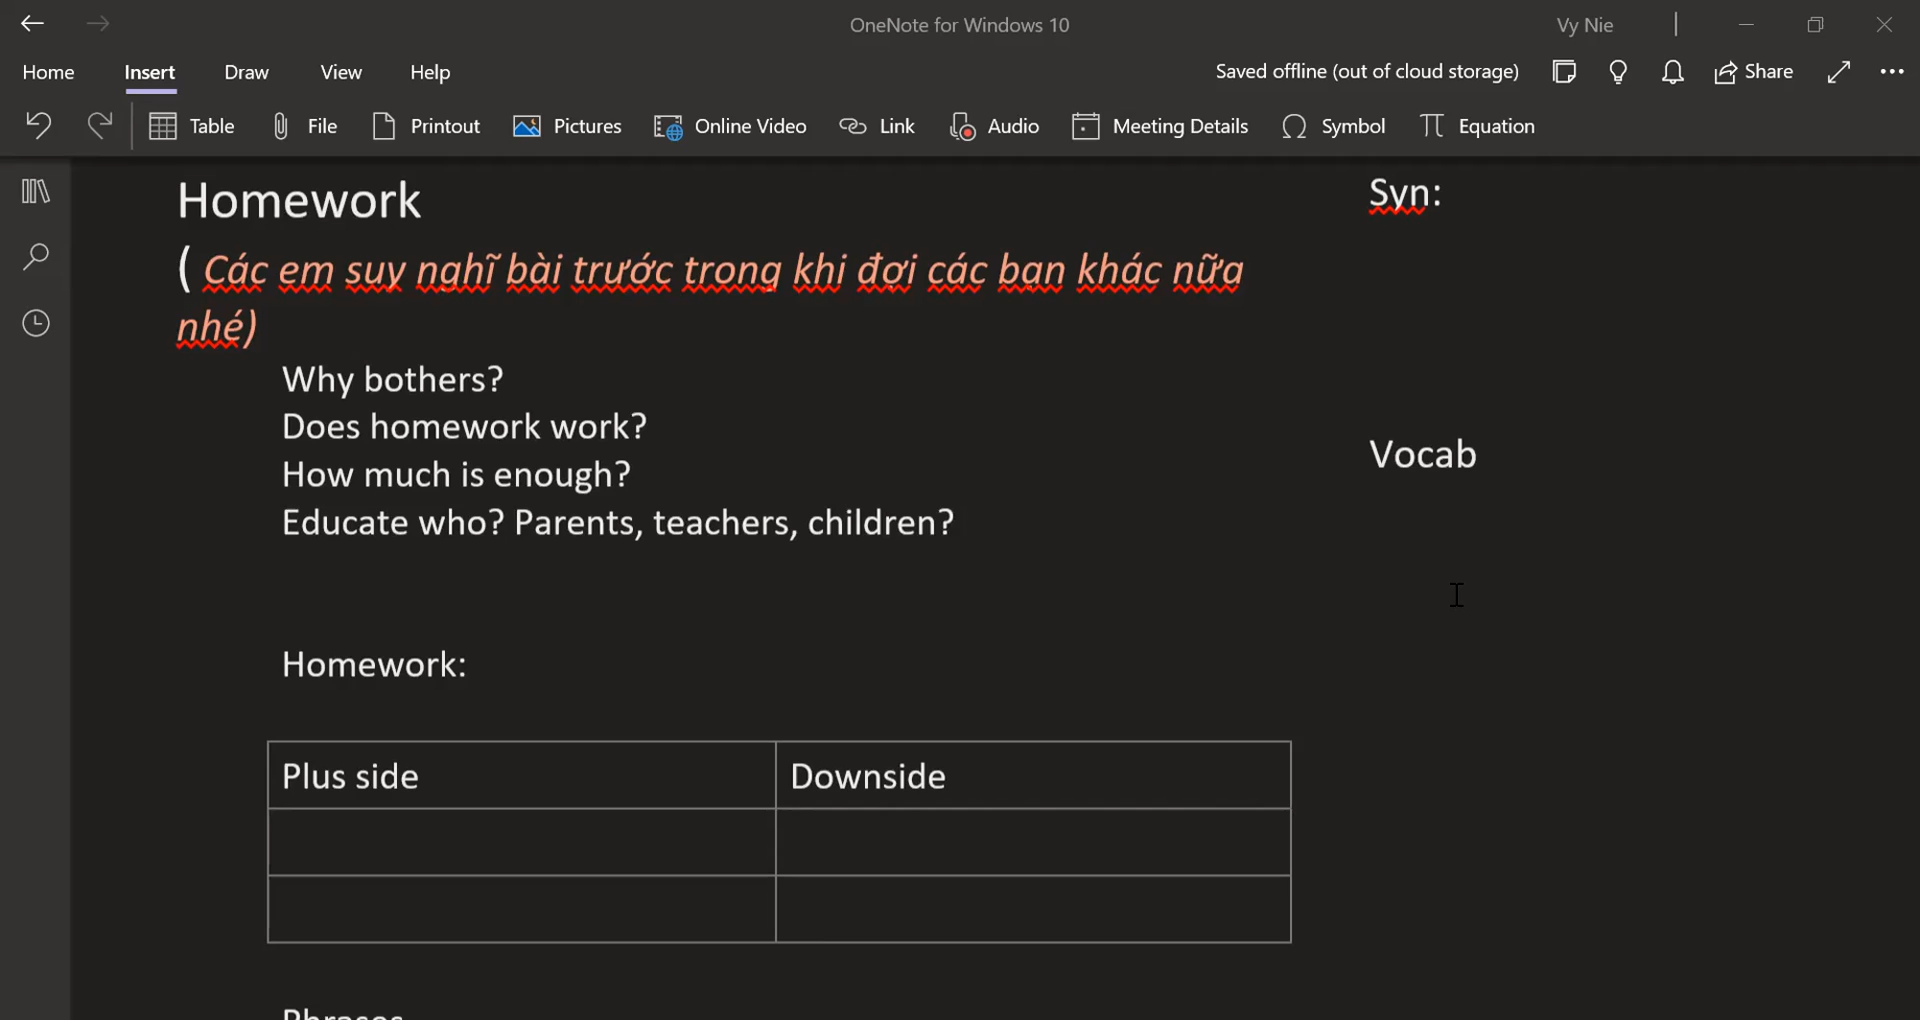 OneNote for Windows 10
Vy Nie
Home Insert Draw View Help
Saved offline (out of cloud storage)
Share
Table File Printout Pictures Online Video Link Audio Meeting Details Symbol Equation
Homework
( Các em suy nghĩ bài trước trong khi đợi các bạn khác nữa
nhé)
Why bothers?
Does homework work?
How much is enough?
Educate who? Parents, teachers, children?
Homework:
Plus side Downside
Phrases
Syn:
Vocab